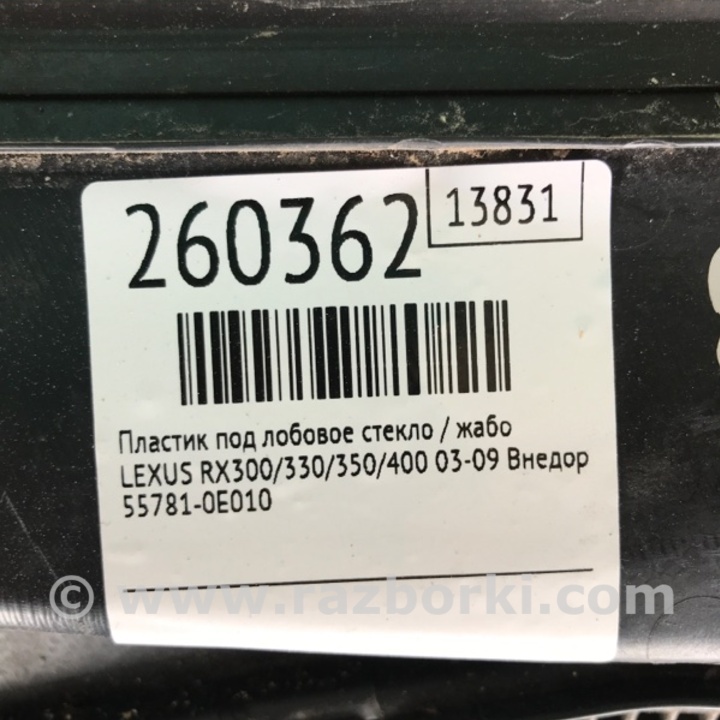 260362
13831
Пластик под лобовое стекло / жабо
LEXUS RX300/330/350/400 03-09 Внедор
55781-0E010
© www.razborki.com